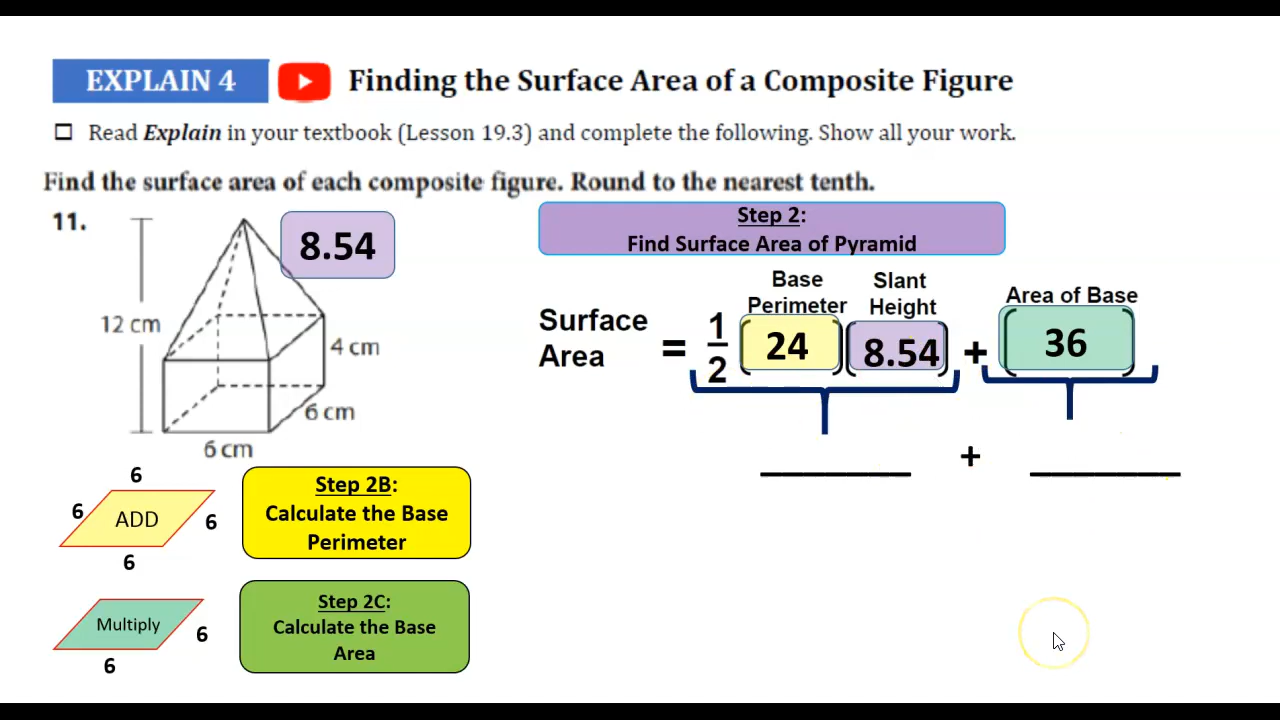 EXPLAIN 4 Finding the Surface Area of a Composite Figure
Read Explain in your textbook (Lesson 19.3) and complete the following. Show all your work.
Find the surface area of each composite figure. Round to the nearest tenth.
11.
8.54
12 cm
4 cm
6 cm
6 cm
Step 2:
Find Surface Area of Pyramid
Base
Perimeter
Slant
Height
Area of Base
Surface
Area
= 1/2 (24)(8.54) + (36)
______ + ______
6
6 ADD 6
6
Step 2B:
Calculate the Base
Perimeter
Multiply 6
6
Step 2C:
Calculate the Base
Area